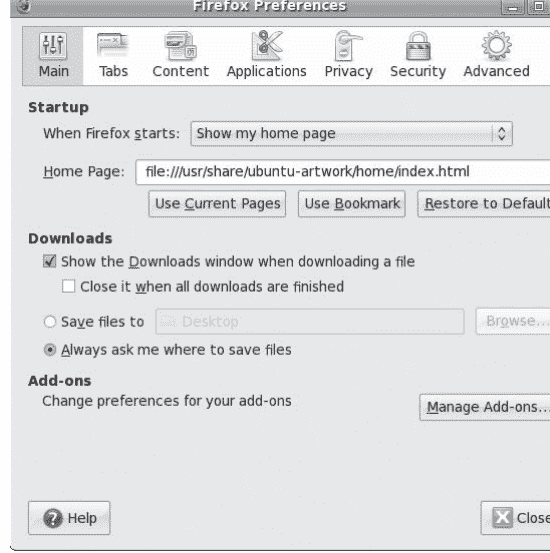 Firefox Preferences
Main Tabs Content Applications Privacy Security Advanced
Startup
When Firefox starts: Show my home page
Home Page: file:///usr/share/ubuntu-artwork/home/index.html
Use Current Pages Use Bookmark Restore to Default
Downloads
Show the Downloads window when downloading a file
Close it when all downloads are finished
Save files to Desktop Browse...
Always ask me where to save files
Add-ons
Change preferences for your add-ons
Manage Add-ons...
Help Close